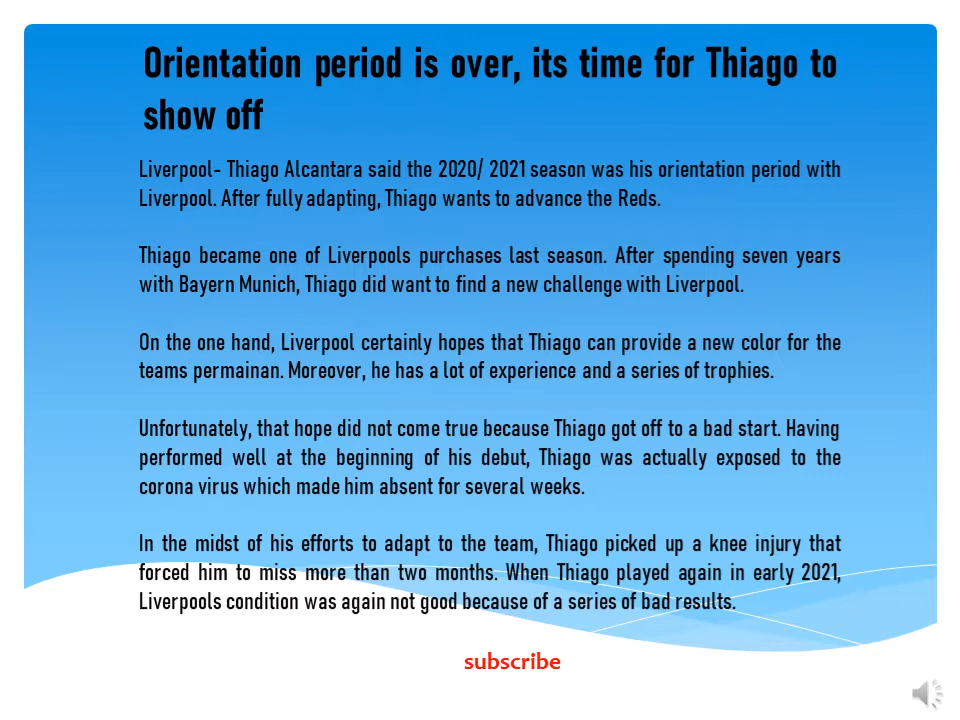 Orientation period is over, its time for Thiago to
show off
Liverpool- Thiago Alcantara said the 2020/ 2021 season was his orientation period with
Liverpool. After fully adapting, Thiago wants to advance the Reds.
Thiago became one of Liverpools purchases last season. After spending seven years
with Bayern Munich, Thiago did want to find a new challenge with Liverpool.
On the one hand, Liverpool certainly hopes that Thiago can provide a new color for the
teams permainan. Moreover, he has a lot of experience and a series of trophies.
Unfortunately, that hope did not come true because Thiago got off to a bad start. Having
performed well at the beginning of his debut, Thiago was actually exposed to the
corona virus which made him absent for several weeks.
In the midst of his efforts to adapt to the team, Thiago picked up a knee injury that
forced him to miss more than two months. When Thiago played again in early 2021,
Liverpools condition was again not good because of a series of bad results.
subscribe